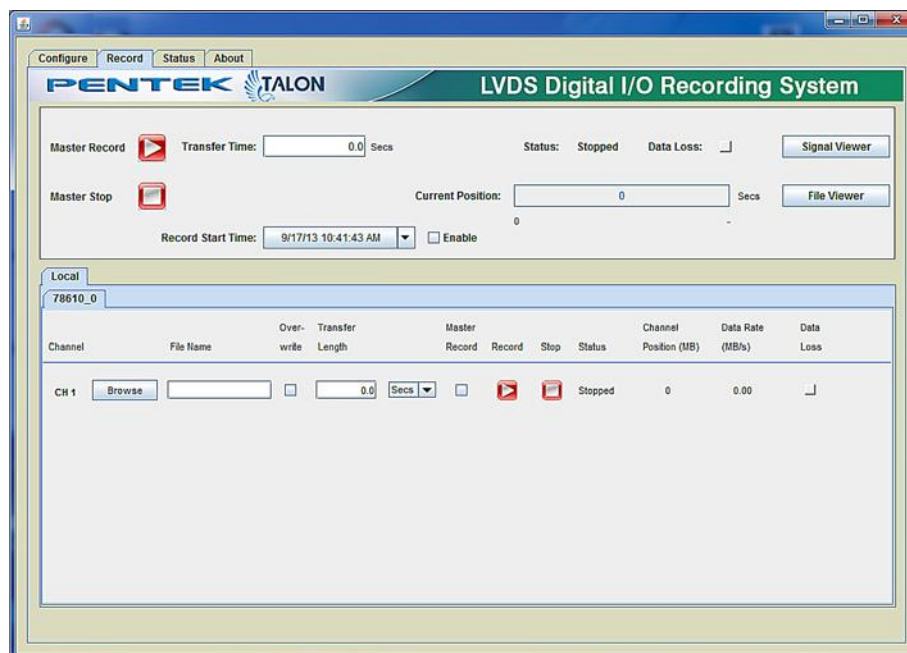 Configure Record Status About
PENTEK TALON LVDS Digital I/O Recording System
Master Record Transfer Time: 0.0 Secs Status: Stopped Data Loss: Signal Viewer
Master Stop Current Position: 0 Secs File Viewer
0 -
Record Start Time: 9/17/13 10:41:43 AM Enable
Local
78610_0
Over- Transfer Master Channel Data Rate Data
Channel File Name write Length Record Record Stop Status Position (MB) (MB/s) Loss
CH 1 Browse 0.0 Secs Stopped 0 0.00